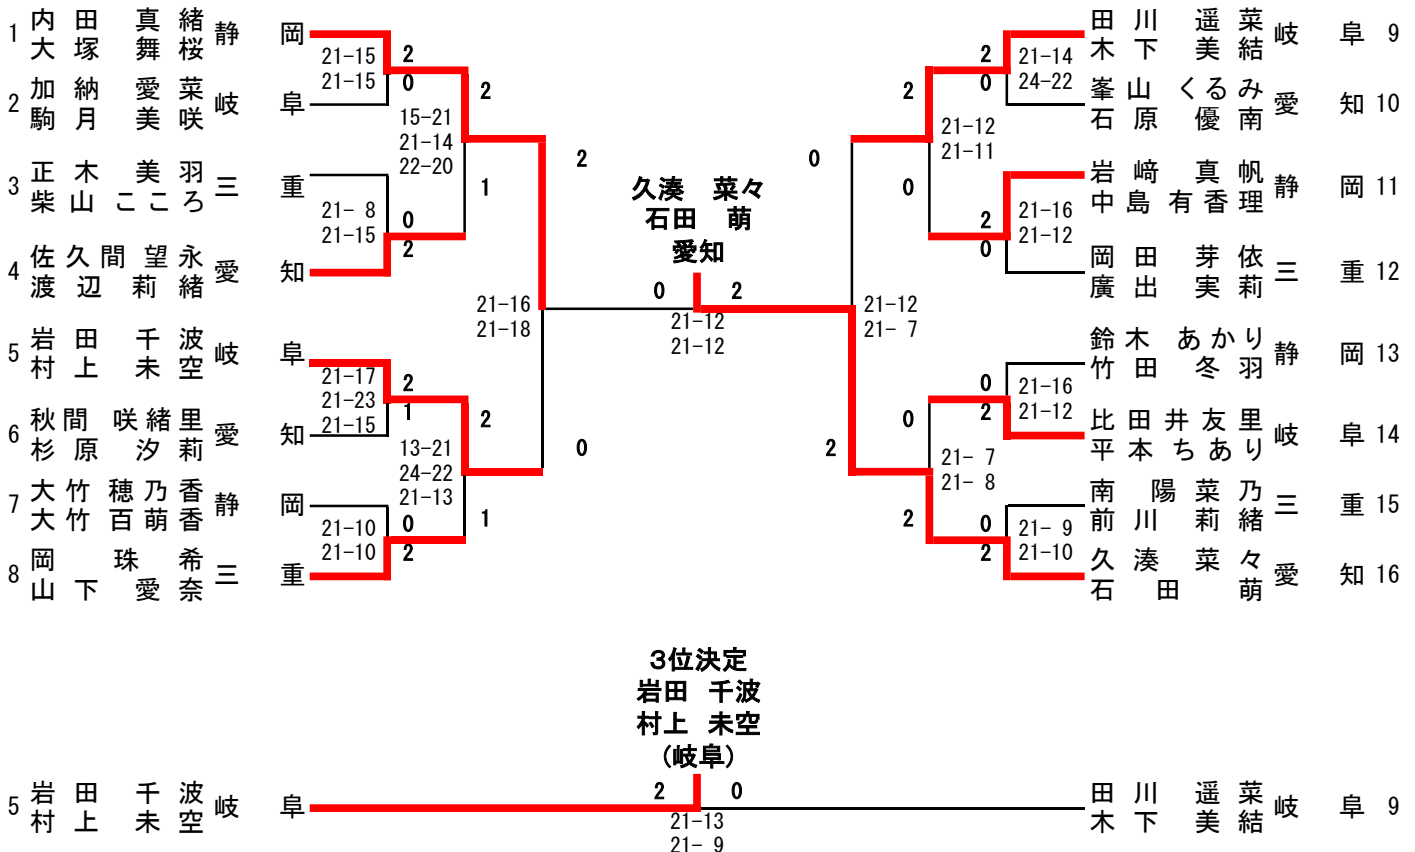 1 内田 真緒 静岡
大塚 舞桜
21-15 2
21-15 0
2 加納 愛菜 岐阜
駒月 美咲
15-21 2
21-14
22-20 1
3 正木 美羽 三重
柴山 こころ
21- 8 0
21-15 2
4 佐久間 望永 愛知
渡辺 莉緒
2
21-16
21-18
0
5 岩田 千波 岐阜
村上 未空
21-17 2
21-23 1
21-15
6 秋間 咲緒里 愛知
杉原 汐莉
13-21 2
24-22
21-13 1
7 大竹 穂乃香 静岡
大竹 百萌香
21-10 0
21-10 2
8 岡 珠希 三重
山下 愛奈
久湊 菜々
石田 萌
愛知
0 2
21-12
21-12
田川 遥菜 岐阜 9
木下 美結
2 21-14
0 24-22
峯山 くるみ 愛知 10
石原 優南
2 21-12
0 21-11
岩﨑 真帆 静岡 11
中島 有香理
2 21-16
0 21-12
岡田 芽依 三重 12
廣出 実莉
0
21-12
21- 7
2
鈴木 あかり 静岡 13
竹田 冬羽
0 21-16
2 21-12
比田井 友里 岐阜 14
平本 ちあり
0 21- 7
2 21- 8
南 陽菜乃 三重 15
前川 莉緒
0 21- 9
2 21-10
久湊 菜々 愛知 16
石田 萌
3位決定
岩田 千波
村上 未空
(岐阜)
5 岩田 千波 岐阜
村上 未空
2 0
21-13
21- 9
田川 遥菜 岐阜 9
木下 美結